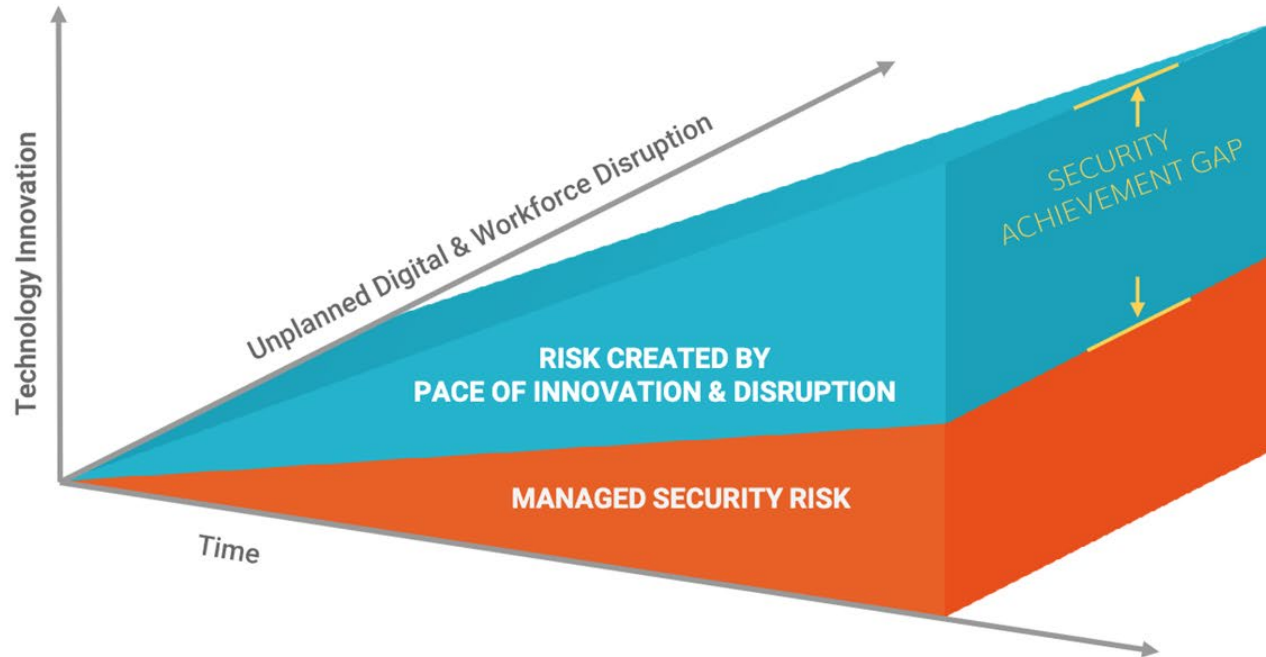 Technology Innovation
Unplanned Digital & Workforce Disruption
SECURITY
ACHIEVEMENT GAP
RISK CREATED BY
PACE OF INNOVATION & DISRUPTION
MANAGED SECURITY RISK
Time